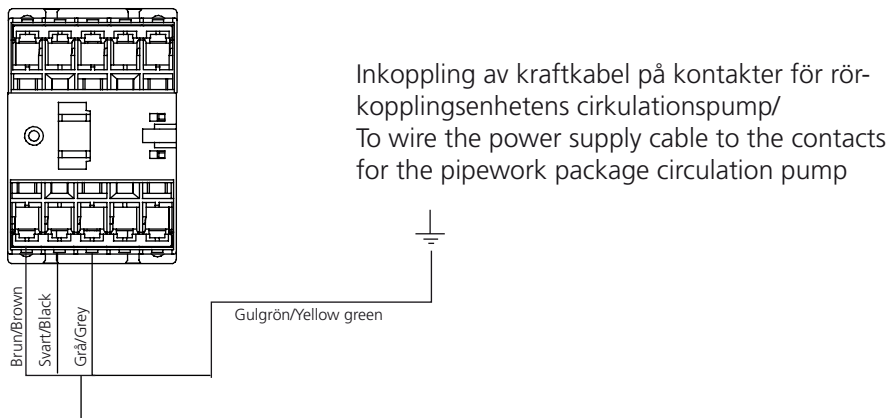 Inkoppling av kraftkabel på kontakter för rör-
kopplingsenhetens cirkulationspump/
To wire the power supply cable to the contacts
for the pipework package circulation pump
Brun/Brown
Svart/Black
Grå/Grey
Gulgrön/Yellow green